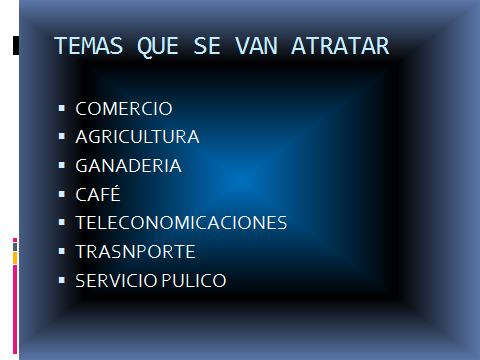 TEMAS QUE SE VAN ATRATAR
COMERCIO
AGRICULTURA
GANADERIA
CAFÉ
TELECONOMICACIONES
TRASNPORTE
SERVICIO PULICO